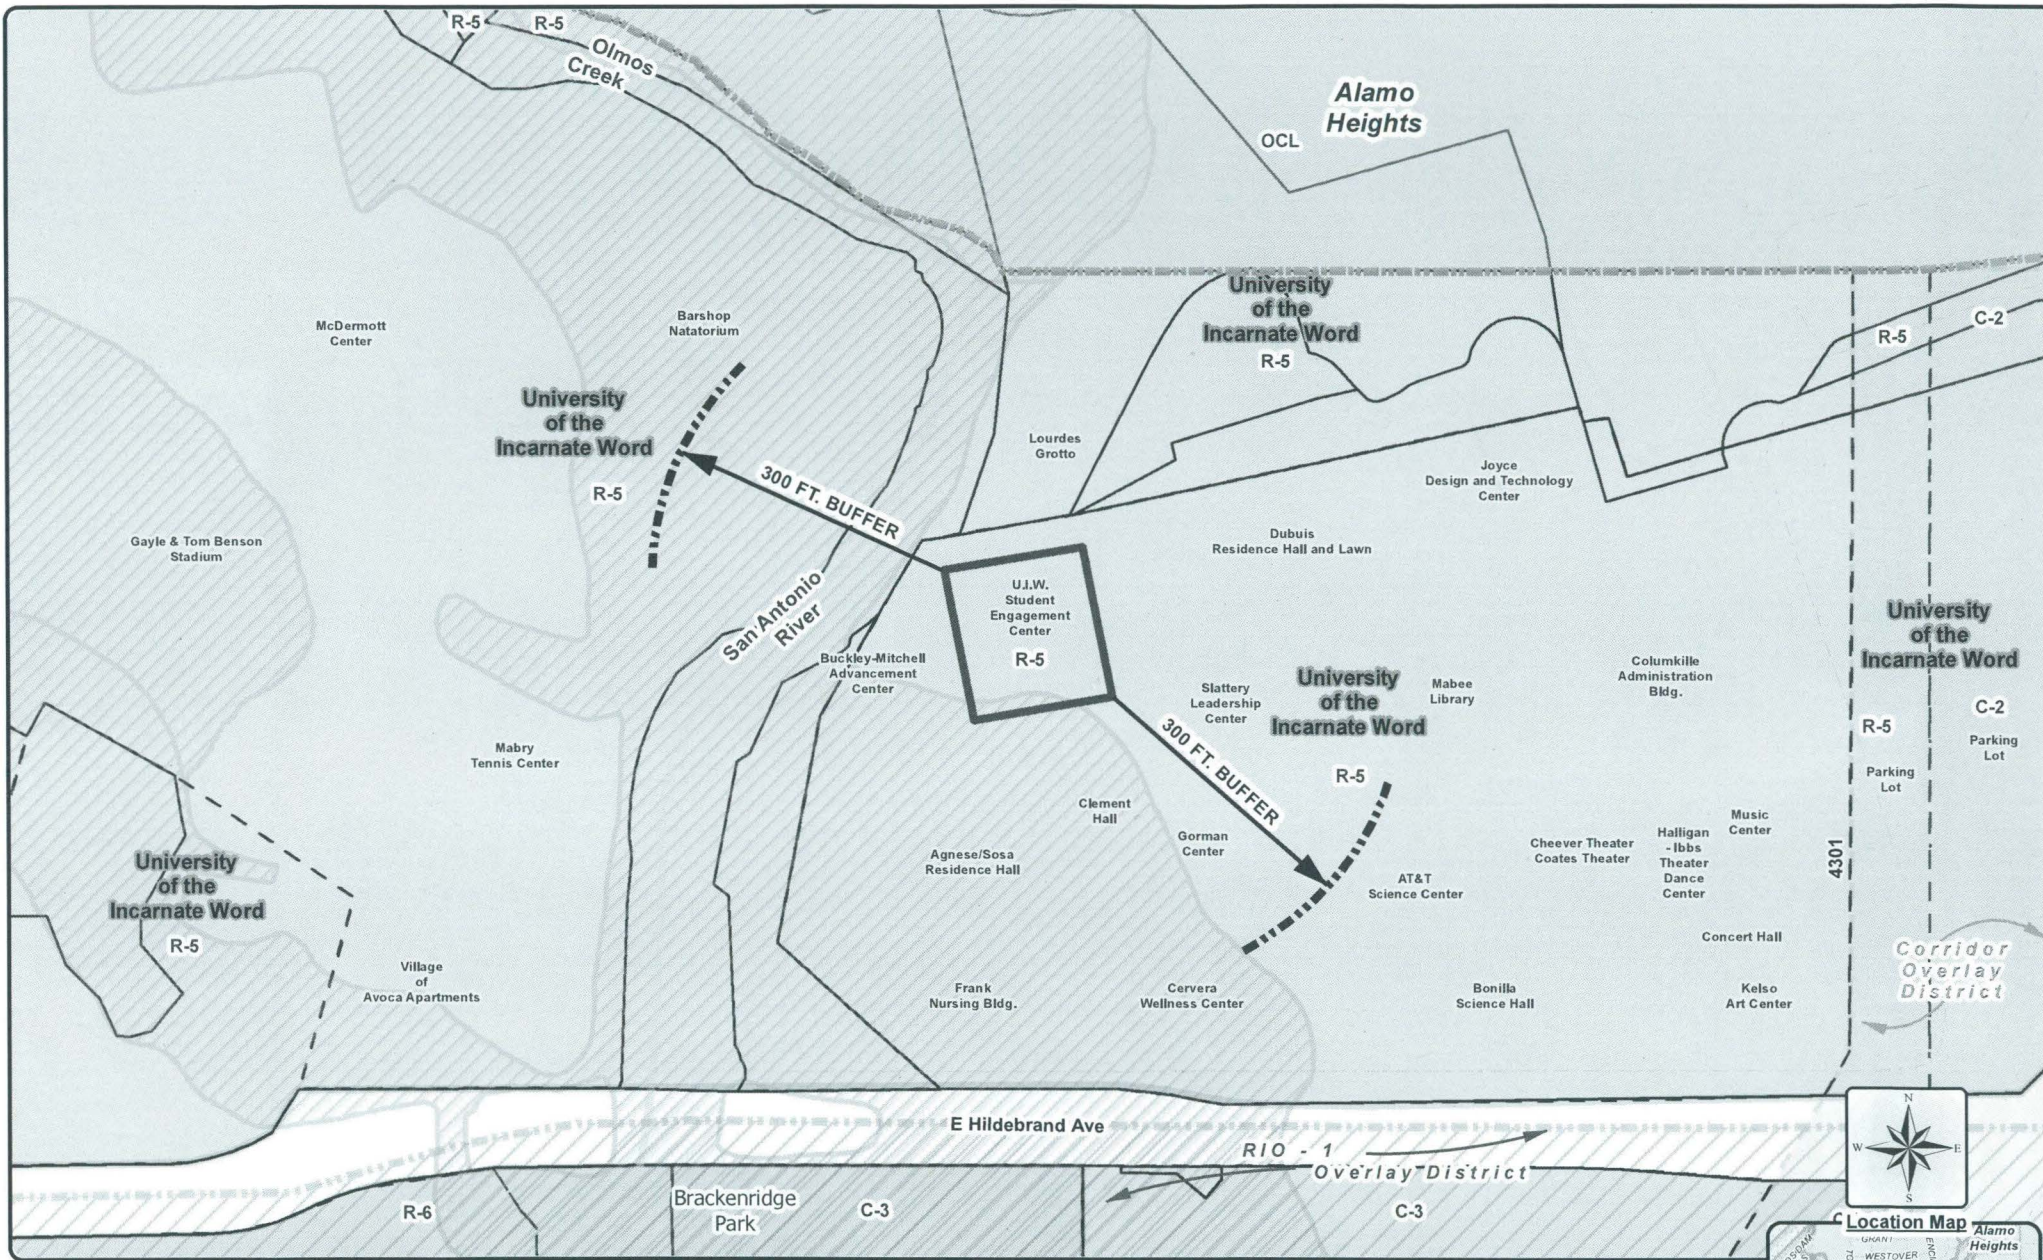 R-5
R-5
Olmos
Creek
Alamo
Heights
OCL
University
of the
Incarnate Word
R-5
R-5
C-2
McDermott
Center
Barshop
Natatorium
University
of the
Incarnate Word
R-5
Lourdes
Grotto
300 FT. BUFFER
Joyce
Design and Technology
Center
Gayle & Tom Benson
Stadium
Dubuis
Residence Hall and Lawn
San Antonio
River
U.I.W.
Student
Engagement
Center
R-5
Buckley-Mitchell
Advancement
Center
Slattery
Leadership
Center
University
of the
Incarnate Word
R-5
Mabee
Library
Columkille
Administration
Bldg.
University
of the
Incarnate Word
C-2
R-5
Parking
Lot
Parking
Lot
300 FT. BUFFER
Mabry
Tennis Center
Clement
Hall
Gorman
Center
Agnese/Sosa
Residence Hall
AT&T
Science Center
Cheever Theater
Coates Theater
Halligan
- Ibbs
Theater
Dance
Center
Music
Center
4301
University
of the
Incarnate Word
R-5
Village
of
Avoca Apartments
Frank
Nursing Bldg.
Cervera
Wellness Center
Bonilla
Science Hall
Concert Hall
Kelso
Art Center
Corridor
Overlay
District
E Hildebrand Ave
RIO - 1
Overlay District
N
W
E
S
R-6
Brackenridge
Park
C-3
C-3
Location Map
Alamo
Heights
GRANT
WESTOVER